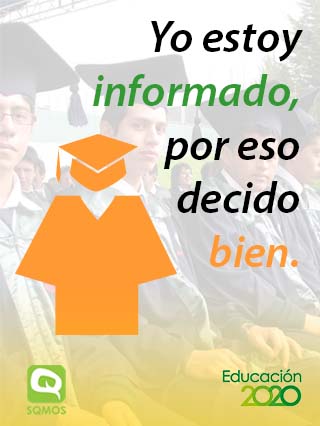 Yo estoy
informado,
por eso
decido
bien.
SQMOS
Educación
2020